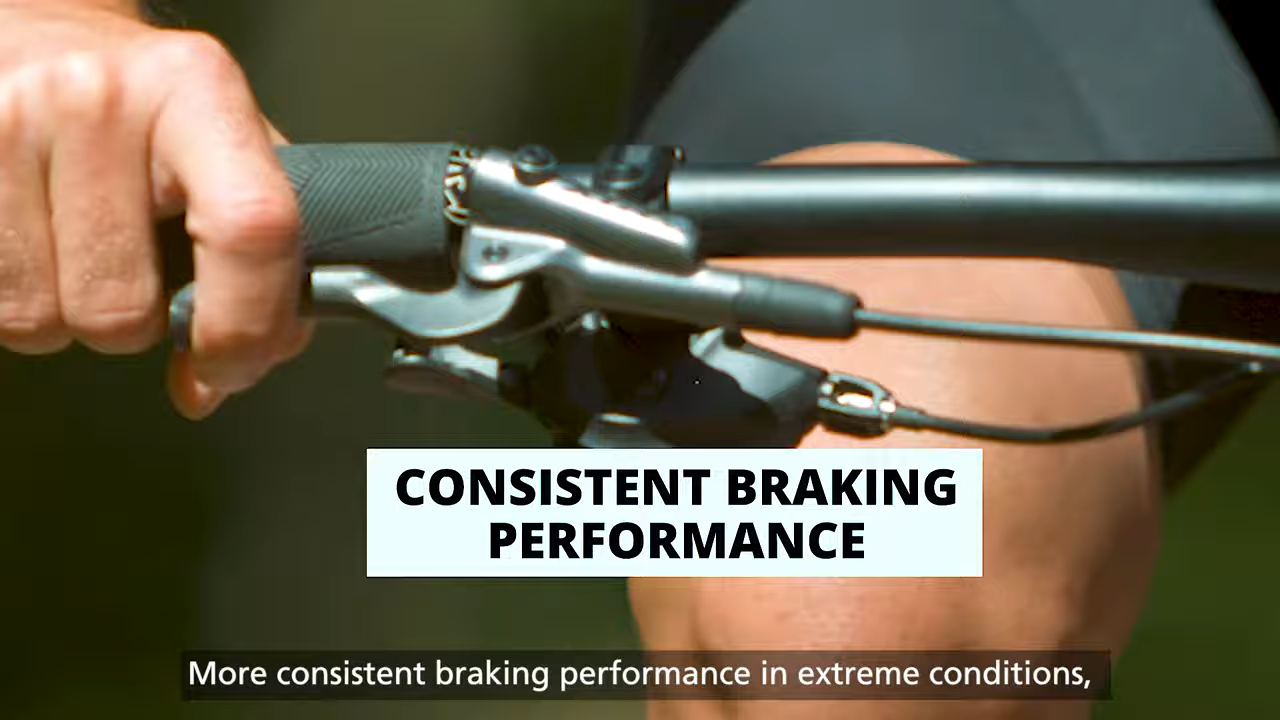 CONSISTENT BRAKING
PERFORMANCE
More consistent braking performance in extreme conditions,